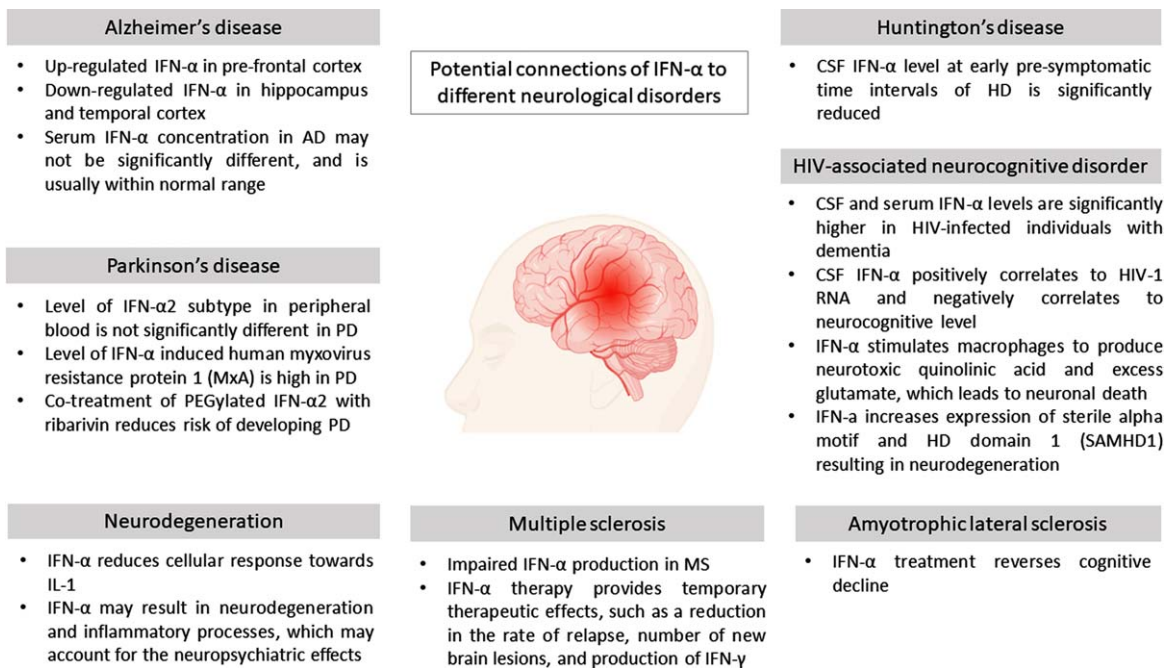 Alzheimer's disease
• Up-regulated IFN-α in pre-frontal cortex
• Down-regulated IFN-α in hippocampus
and temporal cortex
• Serum IFN-α concentration in AD may
not be significantly different, and is
usually within normal range
Parkinson's disease
• Level of IFN-α2 subtype in peripheral
blood is not significantly different in PD
• Level of IFN-α induced human myxovirus
resistance protein 1 (MxA) is high in PD
• Co-treatment of PEGylated IFN-α2 with
ribarivin reduces risk of developing PD
Neurodegeneration
• IFN-α reduces cellular response towards
IL-1
• IFN-α may result in neurodegeneration
and inflammatory processes, which may
account for the neuropsychiatric effects
Potential connections of IFN-α to
different neurological disorders
Multiple sclerosis
• Impaired IFN-α production in MS
• IFN-α therapy provides temporary
therapeutic effects, such as a reduction
in the rate of relapse, number of new
brain lesions, and production of IFN-γ
Huntington's disease
• CSF IFN-α level at early pre-symptomatic
time intervals of HD is significantly
reduced
HIV-associated neurocognitive disorder
• CSF and serum IFN-α levels are significantly
higher in HIV-infected individuals with
dementia
• CSF IFN-α positively correlates to HIV-1
RNA and negatively correlates to
neurocognitive level
• IFN-α stimulates macrophages to produce
neurotoxic quinolinic acid and excess
glutamate, which leads to neuronal death
• IFN-a increases expression of sterile alpha
motif and HD domain 1 (SAMHD1)
resulting in neurodegeneration
Amyotrophic lateral sclerosis
• IFN-α treatment reverses cognitive
decline